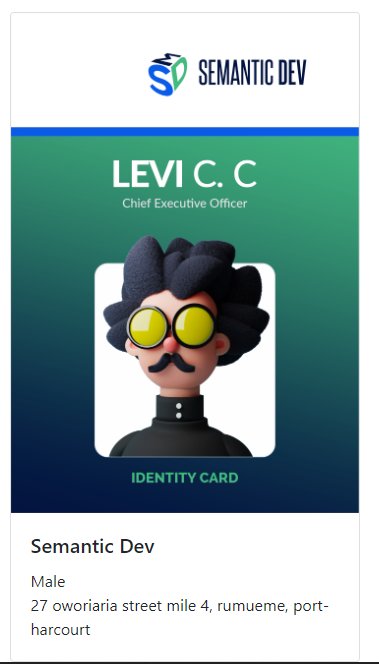 SD SEMANTIC DEV
LEVI C. C
Chief Executive Officer
IDENTITY CARD
Semantic Dev
Male
27 oworiaria street mile 4, rumueme, port-
harcourt